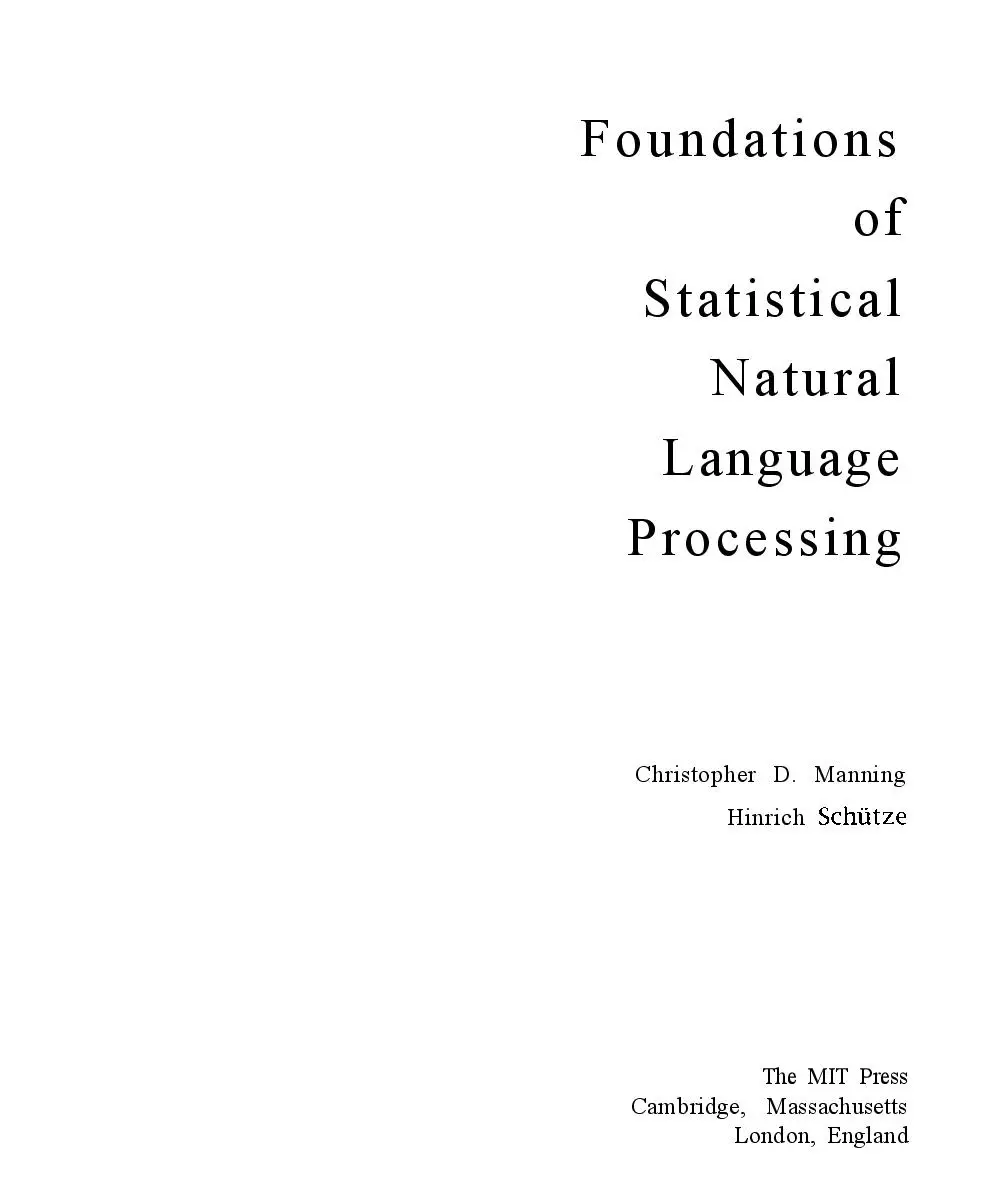 Foundations
of
Statistical
Natural
Language
Processing
Christopher D. Manning
Hinrich Schütze
The MIT Press
Cambridge, Massachusetts
London, England